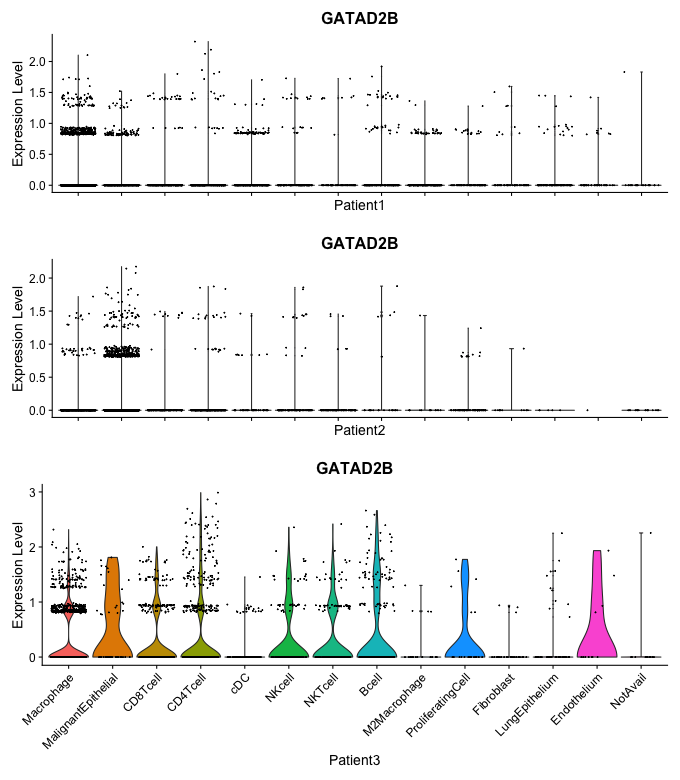 GATAD2B
Expression Level
2.0
1.5
1.0
0.5
0.0
Patient1
GATAD2B
Expression Level
2.0
1.5
1.0
0.5
0.0
Patient2
GATAD2B
Expression Level
3
2
1
0
Macrophage
MalignantEpithelial
CD8Tcell
CD4Tcell
cDC
NKcell
NKTcell
Bcell
M2Macrophage
ProliferatingCell
Fibroblast
LungEpithelium
Endothelium
NotAvail
Patient3